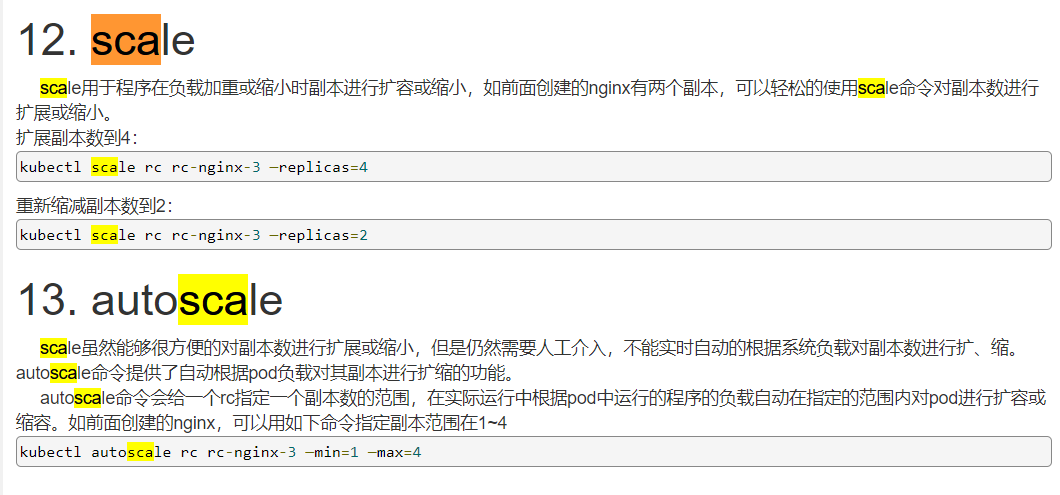 12. scale
scale用于程序在负载加重或缩小时副本进行扩容或缩小，如前面创建的nginx有两个副本，可以轻松的使用scale命令对副本数进行
扩展或缩小。
扩展副本数到4：
kubectl scale rc rc-nginx-3 —replicas=4
重新缩减副本数到2：
kubectl scale rc rc-nginx-3 —replicas=2
13. autoscale
scale虽然能够很方便的对副本数进行扩展或缩小，但是仍然需要人工介入，不能实时自动的根据系统负载对副本数进行扩、缩。
autoscale命令提供了自动根据pod负载对其副本进行扩缩的功能。
autoscale命令会给一个rc指定一个副本数的范围，在实际运行中根据pod中运行的程序的负载自动在指定的范围内对pod进行扩容或
缩容。如前面创建的nginx，可以用如下命令指定副本范围在1~4
kubectl autoscale rc rc-nginx-3 —min=1 —max=4